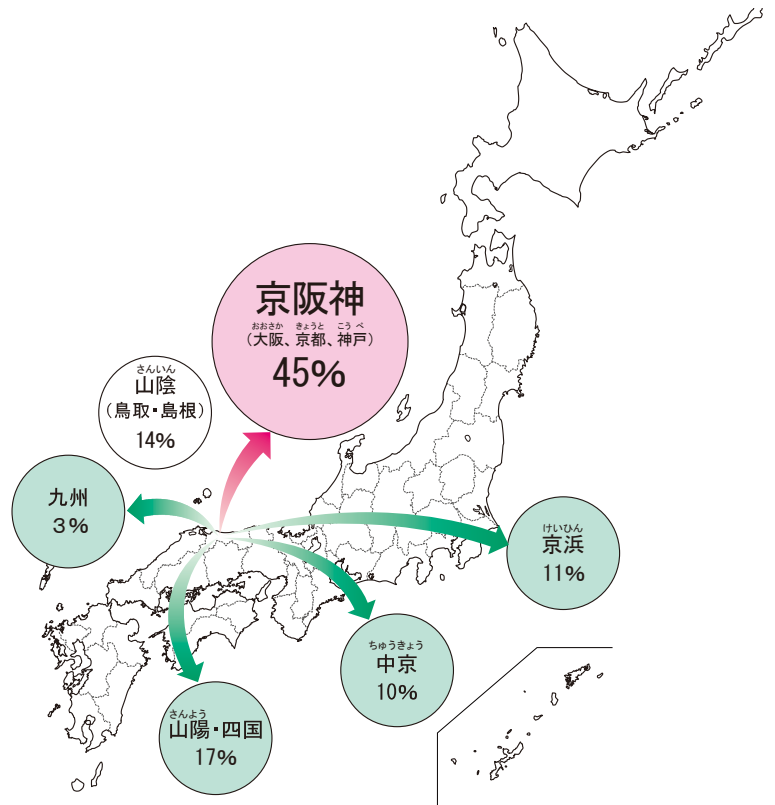 京阪神
おおさか きょうと こうべ
（大阪、京都、神戸）
45%
さんいん
山陰
（鳥取・島根）
14%
九州
3%
けいひん
京浜
11%
ちゅうきょう
中京
10%
さんよう
山陽・四国
17%